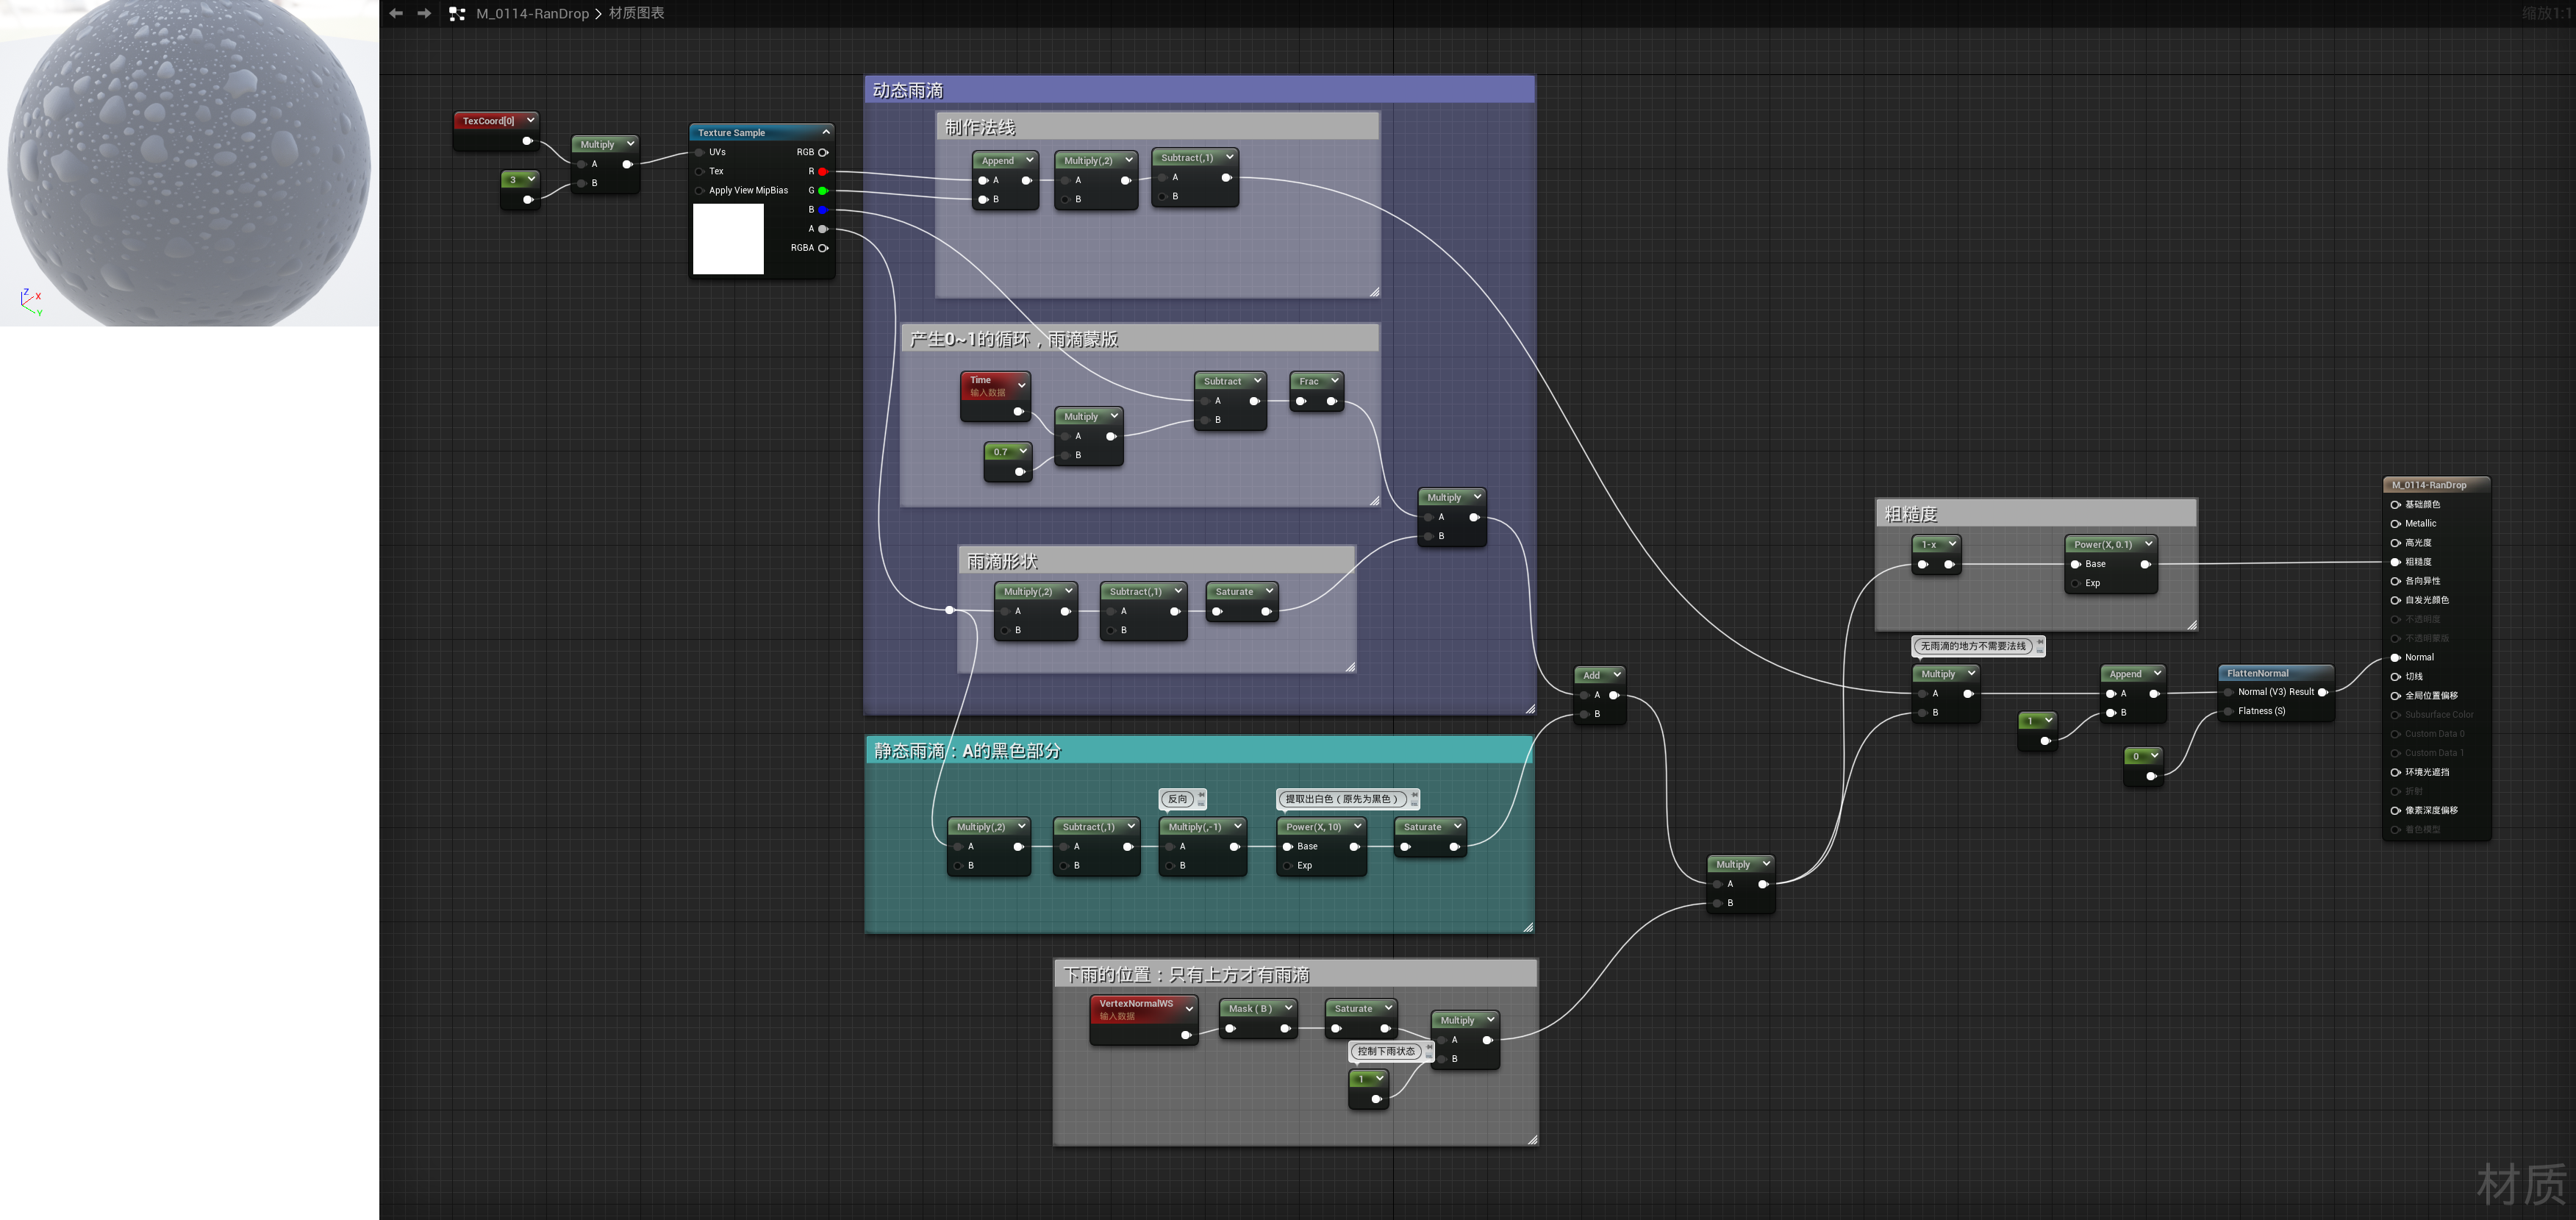 M_0114-RanDrop > 材质图表
缩放1:1
Z
X
Y
TexCoord[0]
3
Multiply
A
B
Texture Sample
UVs
Tex
Apply View MipBias
RGB
R
G
B
A
RGBA
动态雨滴
制作法线
Append
A
B
Multiply(,2)
A
B
Subtract(,1)
A
B
产生0~1的循环，雨滴蒙版
Time
输入数据
0.7
Multiply
A
B
Subtract
A
B
Frac
Multiply
A
B
雨滴形状
Multiply(,2)
A
B
Subtract(,1)
A
B
Saturate
静态雨滴：A的黑色部分
Multiply(,2)
A
B
Subtract(,1)
A
B
反向
Multiply(,-1)
A
B
提取出白色（原先为黑色）
Power(X, 10)
Base
Exp
Saturate
下雨的位置：只有上方才有雨滴
VertexNormalWS
输入数据
Mask ( B )
Saturate
控制下雨状态
1
Multiply
A
B
Add
A
B
Multiply
A
B
粗糙度
1-x
Power(X, 0.1)
Base
Exp
无雨滴的地方不需要法线
Multiply
A
B
1
Append
A
B
0
FlattenNormal
Normal (V3) Result
Flatness (S)
M_0114-RanDrop
基础颜色
Metallic
高光度
粗糙度
各向异性
自发光颜色
不透明度
不透明蒙版
Normal
切线
全局位置偏移
Subsurface Color
Custom Data 0
Custom Data 1
环境光遮挡
折射
像素深度偏移
着色模型
材质